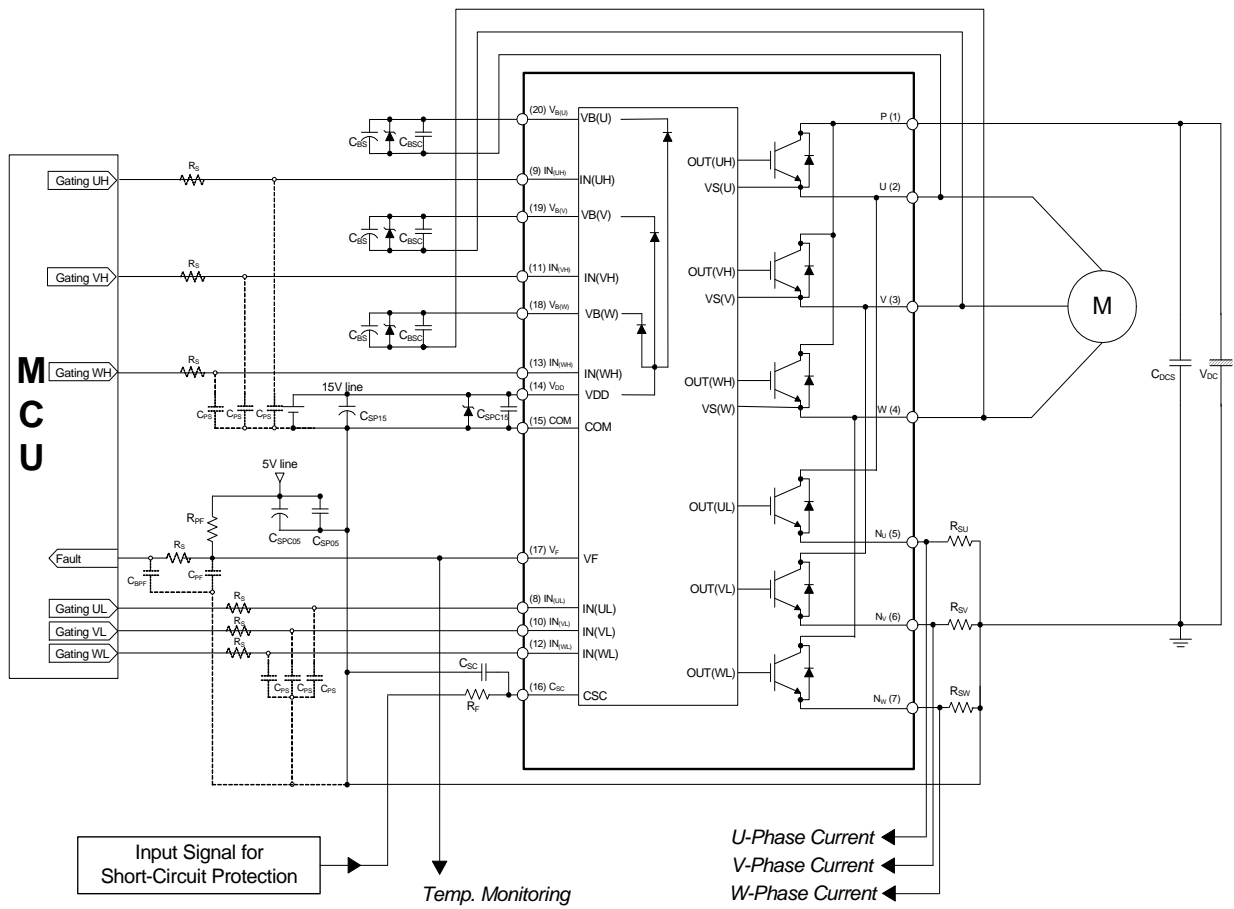 MCU
Gating UH
Gating VH
Gating WH
Fault
Gating UL
Gating VL
Gating WL
RS
RS
RS
RS
RS
RS
RS
CBS
CBSC
CBS
CBSC
CBS
CBSC
CPS
CPS
CPS
15V line
CSP15
CSPC15
5V line
RPF
CSPC05
CSP05
CBPF
CPF
CPS
CPS
CPS
CSC
RF
(20) VB(U)
(9) IN(UH)
(19) VB(V)
(11) IN(VH)
(18) VB(W)
(13) IN(WH)
(14) VDD
(15) COM
(17) VF
(8) IN(UL)
(10) IN(VL)
(12) IN(WL)
(16) CSC
VB(U)
IN(UH)
VB(V)
IN(VH)
VB(W)
IN(WH)
VDD
COM
VF
IN(UL)
IN(VL)
IN(WL)
CSC
OUT(UH)
VS(U)
OUT(VH)
VS(V)
OUT(WH)
VS(W)
OUT(UL)
OUT(VL)
OUT(WL)
P (1)
U (2)
V (3)
W (4)
NU (5)
NV (6)
NW (7)
RSU
RSV
RSW
M
CDCS
VDC
Input Signal for
Short-Circuit Protection
Temp. Monitoring
U-Phase Current
V-Phase Current
W-Phase Current